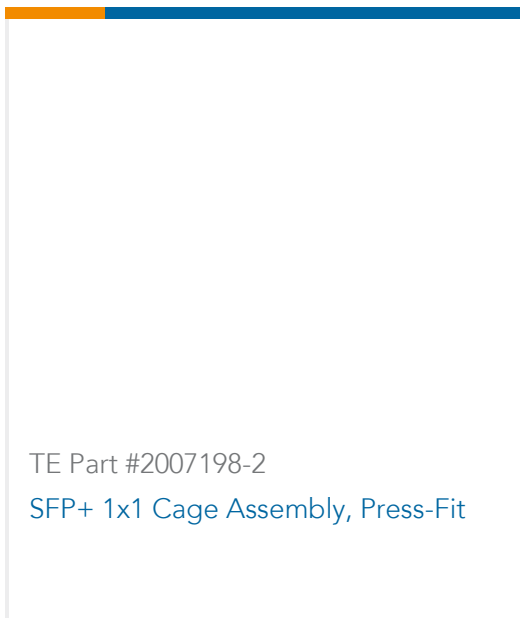 TE Part #2007198-2
SFP+ 1x1 Cage Assembly, Press-Fit